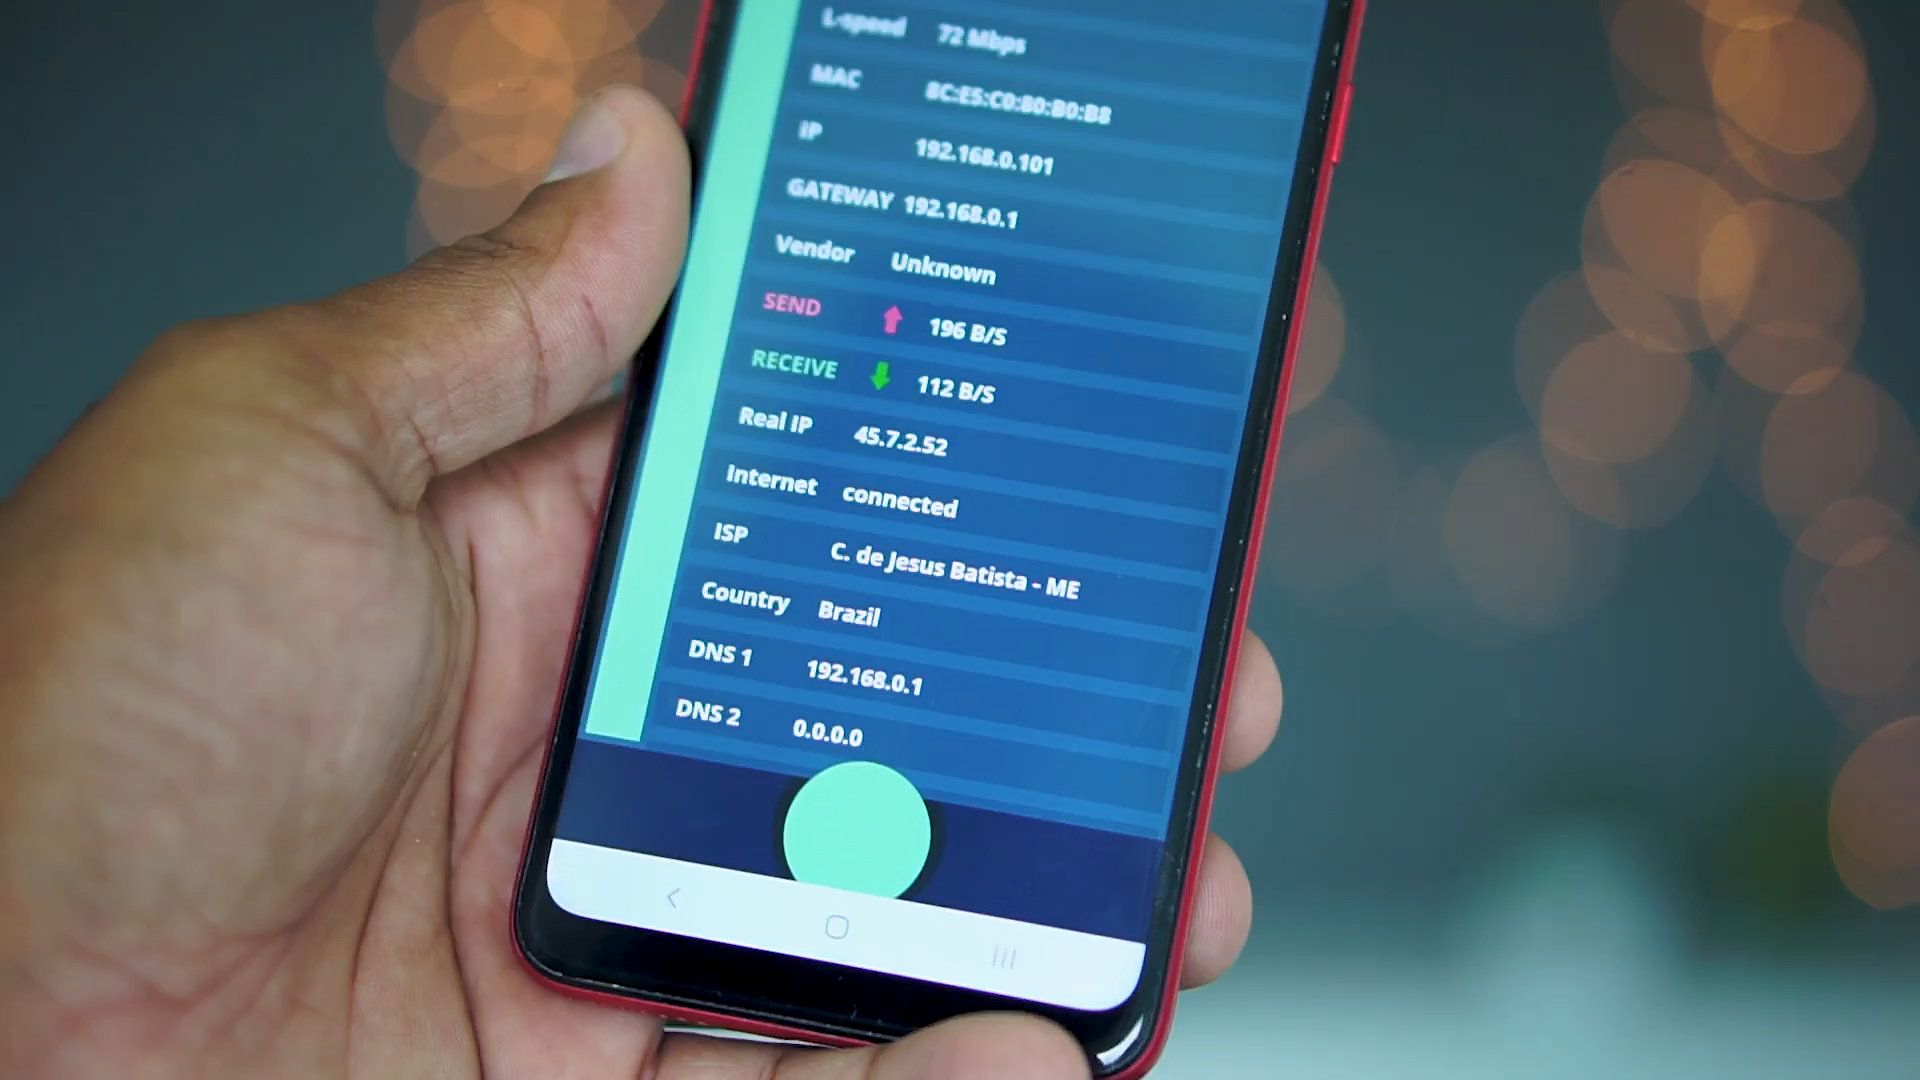 L-speed 72 Mbps
MAC 8C:E5:C0:80:B0:B8
iP 192.168.0.101
GATEWAY 192.168.0.1
Vendor Unknown
SEND 196 B/S
RECEIVE 112 B/S
Real IP 45.7.2.52
Internet connected
ISP C. de Jesus Batista - ME
Country Brazil
DNS 1 192.168.0.1
DNS 2 0.0.0.0